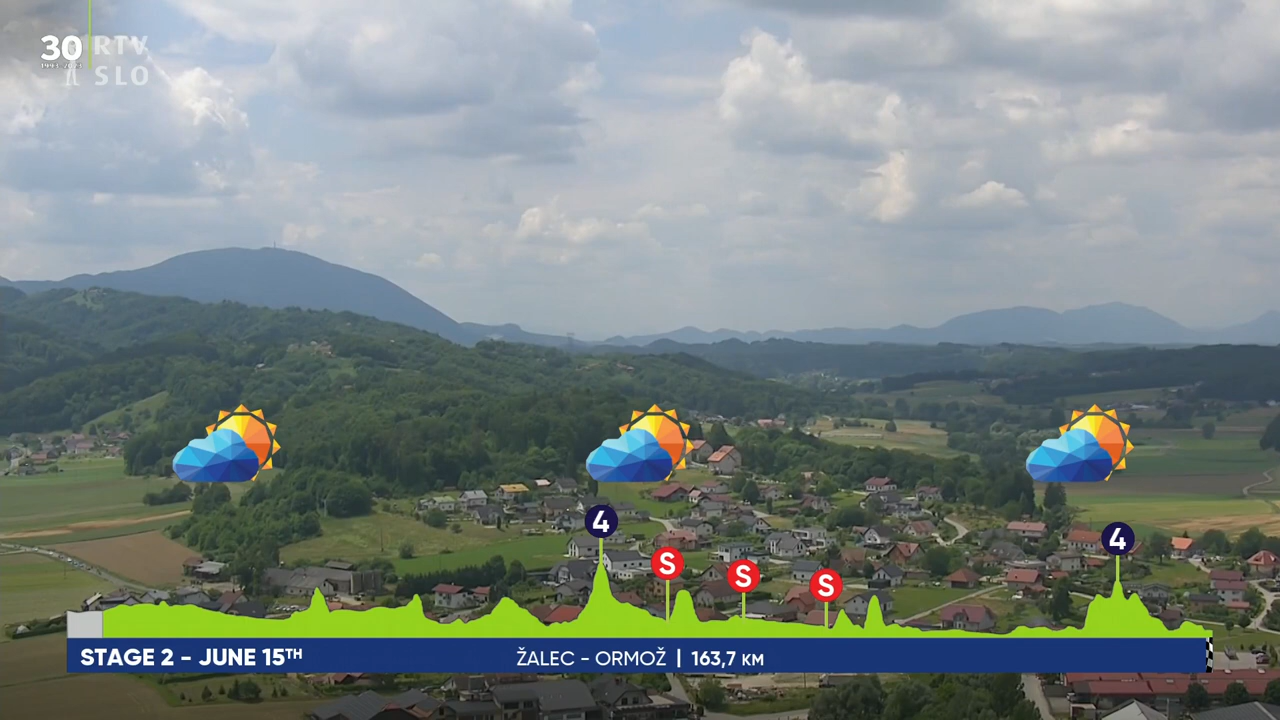 30 RTV
SLO
4
S
S
S
4
STAGE 2 - JUNE 15TH
ŽALEC - ORMOŽ | 163,7 KM